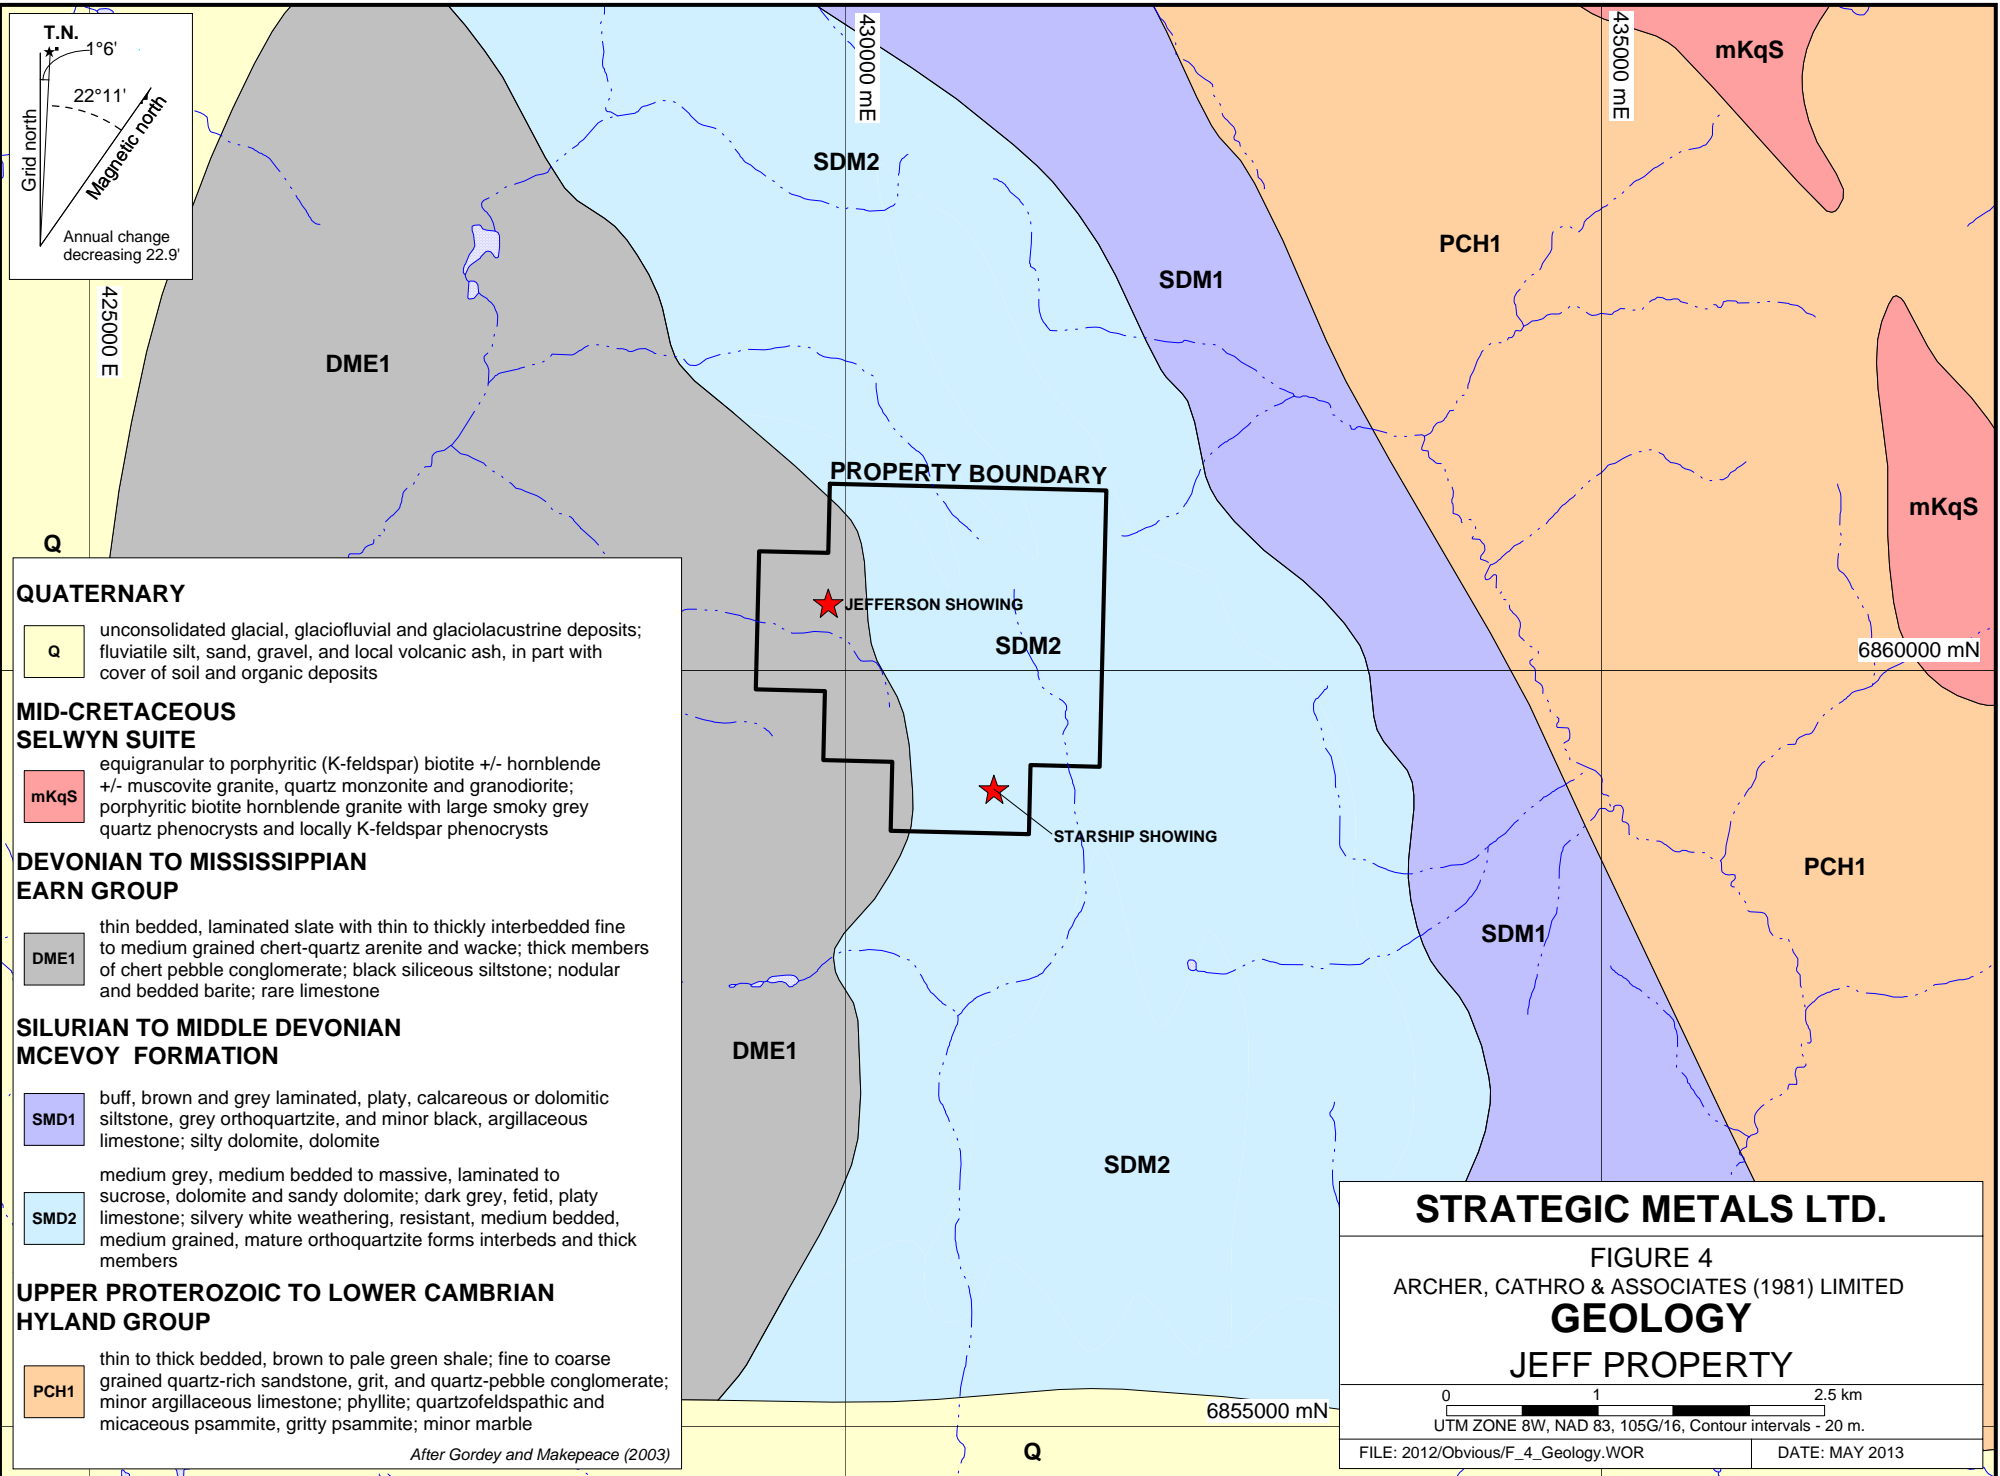 T.N.
1°6'
22°11'
Grid north
Magnetic north
Annual change
decreasing 22.9'
425000 E
430000 mE
435000 mE
mKqS
SDM2
PCH1
SDM1
DME1
PROPERTY BOUNDARY
mKqS
Q
JEFFERSON SHOWING
SDM2
6860000 mN
STARSHIP SHOWING
PCH1
SDM1
DME1
SDM2
6855000 mN
Q
QUATERNARY
Q
unconsolidated glacial, glaciofluvial and glaciolacustrine deposits;
fluviatile silt, sand, gravel, and local volcanic ash, in part with
cover of soil and organic deposits
MID-CRETACEOUS
SELWYN SUITE
mKqS
equigranular to porphyritic (K-feldspar) biotite +/- hornblende
+/- muscovite granite, quartz monzonite and granodiorite;
porphyritic biotite hornblende granite with large smoky grey
quartz phenocrysts and locally K-feldspar phenocrysts
DEVONIAN TO MISSISSIPPIAN
EARN GROUP
DME1
thin bedded, laminated slate with thin to thickly interbedded fine
to medium grained chert-quartz arenite and wacke; thick members
of chert pebble conglomerate; black siliceous siltstone; nodular
and bedded barite; rare limestone
SILURIAN TO MIDDLE DEVONIAN
MCEVOY FORMATION
SMD1
buff, brown and grey laminated, platy, calcareous or dolomitic
siltstone, grey orthoquartzite, and minor black, argillaceous
limestone; silty dolomite, dolomite
SMD2
medium grey, medium bedded to massive, laminated to
sucrose, dolomite and sandy dolomite; dark grey, fetid, platy
limestone; silvery white weathering, resistant, medium bedded,
medium grained, mature orthoquartzite forms interbeds and thick
members
UPPER PROTEROZOIC TO LOWER CAMBRIAN
HYLAND GROUP
PCH1
thin to thick bedded, brown to pale green shale; fine to coarse
grained quartz-rich sandstone, grit, and quartz-pebble conglomerate;
minor argillaceous limestone; phyllite; quartzofeldspathic and
micaceous psammite, gritty psammite; minor marble
After Gordey and Makepeace (2003)
STRATEGIC METALS LTD.
FIGURE 4
ARCHER, CATHRO & ASSOCIATES (1981) LIMITED
GEOLOGY
JEFF PROPERTY
0 1 2.5 km
UTM ZONE 8W, NAD 83, 105G/16, Contour intervals - 20 m.
FILE: 2012/Obvious/F_4_Geology.WOR
DATE: MAY 2013